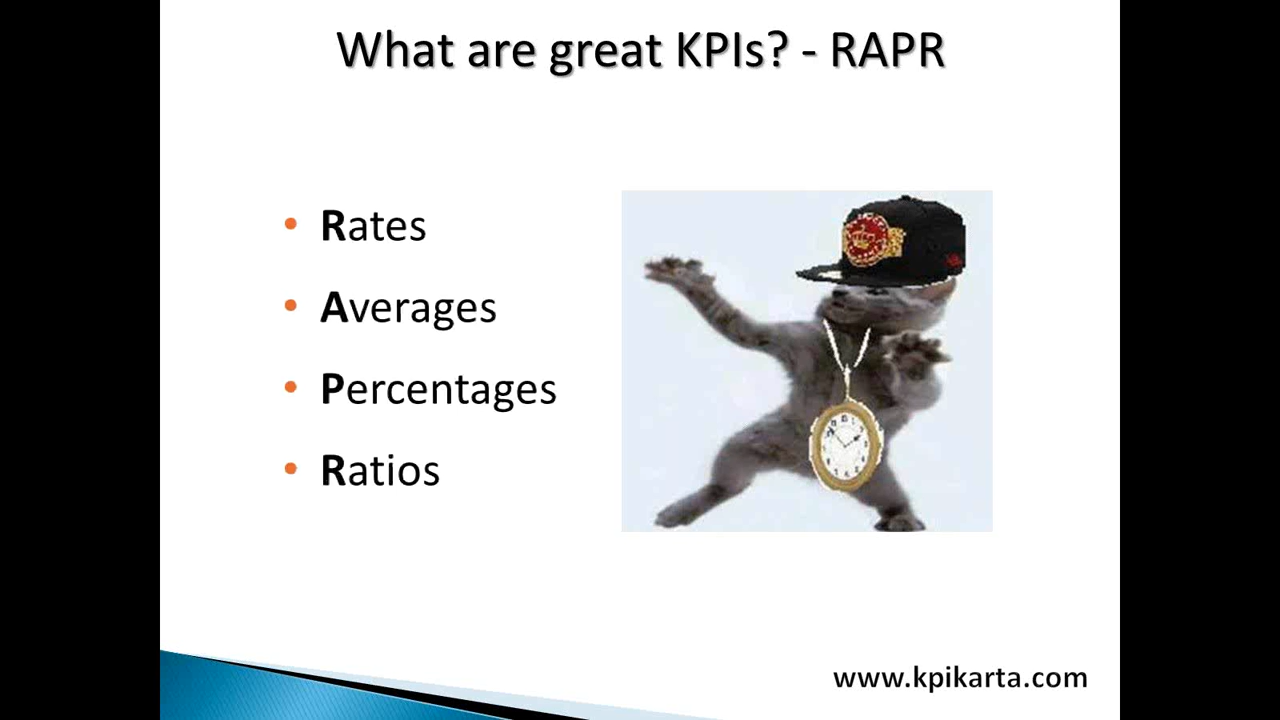 What are great KPIs? - RAPR
• Rates
• Averages
• Percentages
• Ratios
www.kpikarta.com